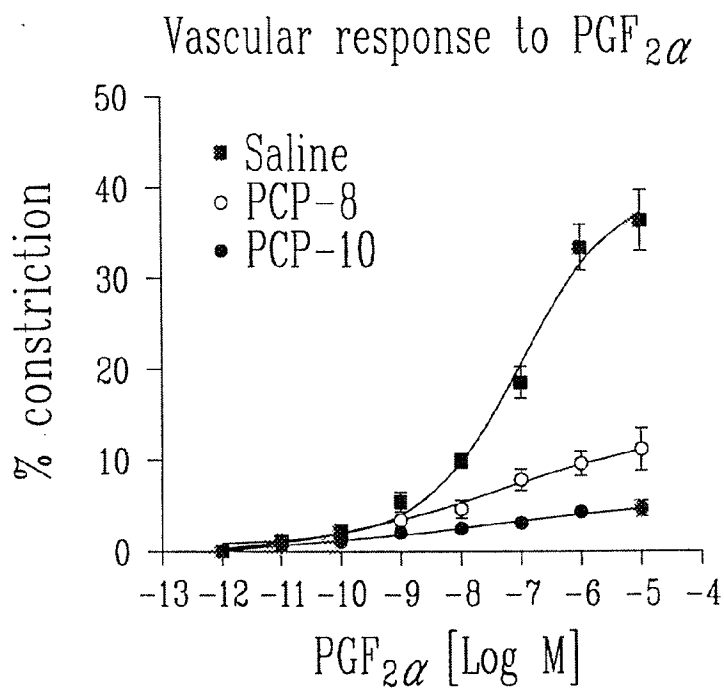 Vascular response to PGF2α
50
40
30
20
10
0
% constriction
Saline
PCP-8
PCP-10
-13 -12 -11 -10 -9 -8 -7 -6 -5 -4
PGF2α [Log M]